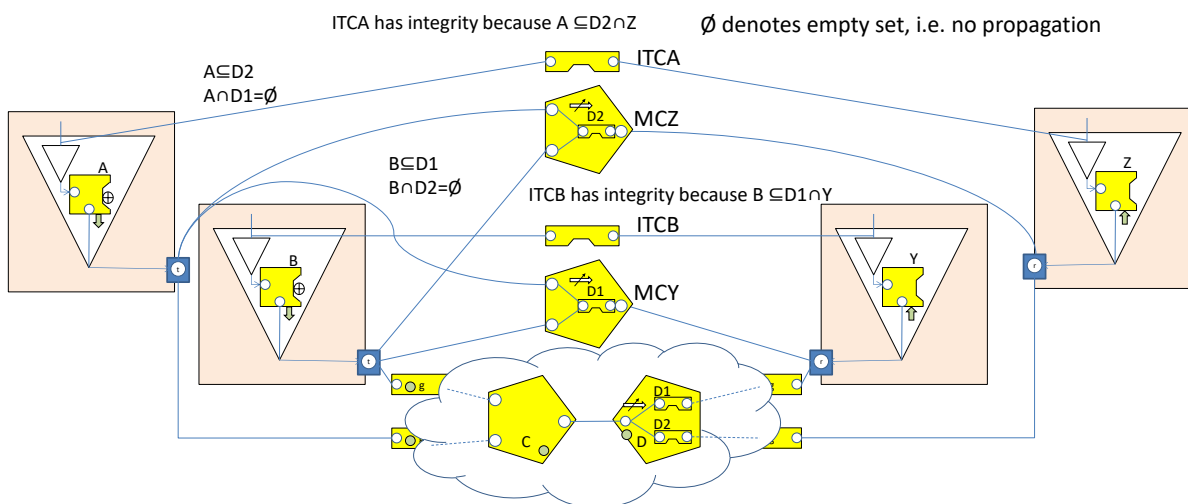 ITCA has integrity because A ⊆D2∩Z
Ø denotes empty set, i.e. no propagation
ITCA
A⊆D2
A∩D1=Ø
MCZ
D2
A
Z
B⊆D1
B∩D2=Ø
ITCB has integrity because B ⊆D1∩Y
ITCB
B
Y
t
r
MCY
D1
t
r
g
D1
D2
C
D